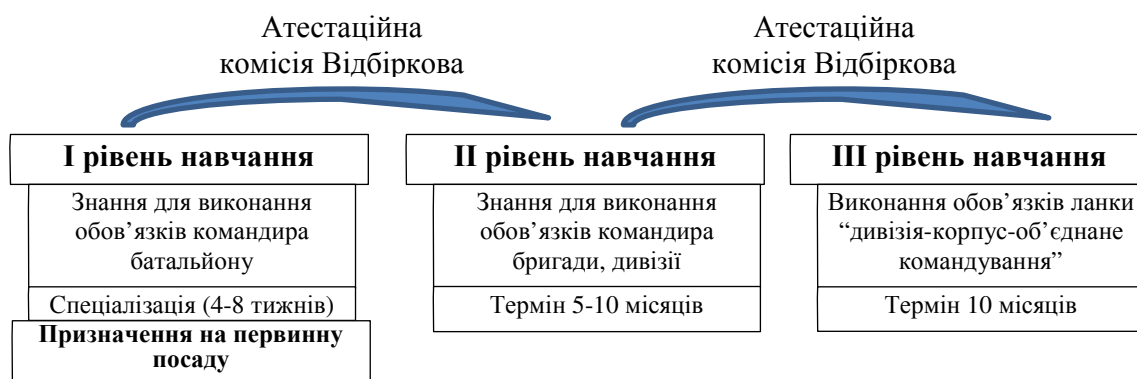 Атестаційна
комісія Відбіркова
Атестаційна
комісія Відбіркова
І рівень навчання
Знання для виконання
обов’язків командира
батальйону
Спеціалізація (4-8 тижнів)
Призначення на первинну
посаду
ІІ рівень навчання
Знання для виконання
обов’язків командира
бригади, дивізії
Термін 5-10 місяців
ІІІ рівень навчання
Виконання обов’язків ланки
“дивізія-корпус-об’єднане
командування”
Термін 10 місяців